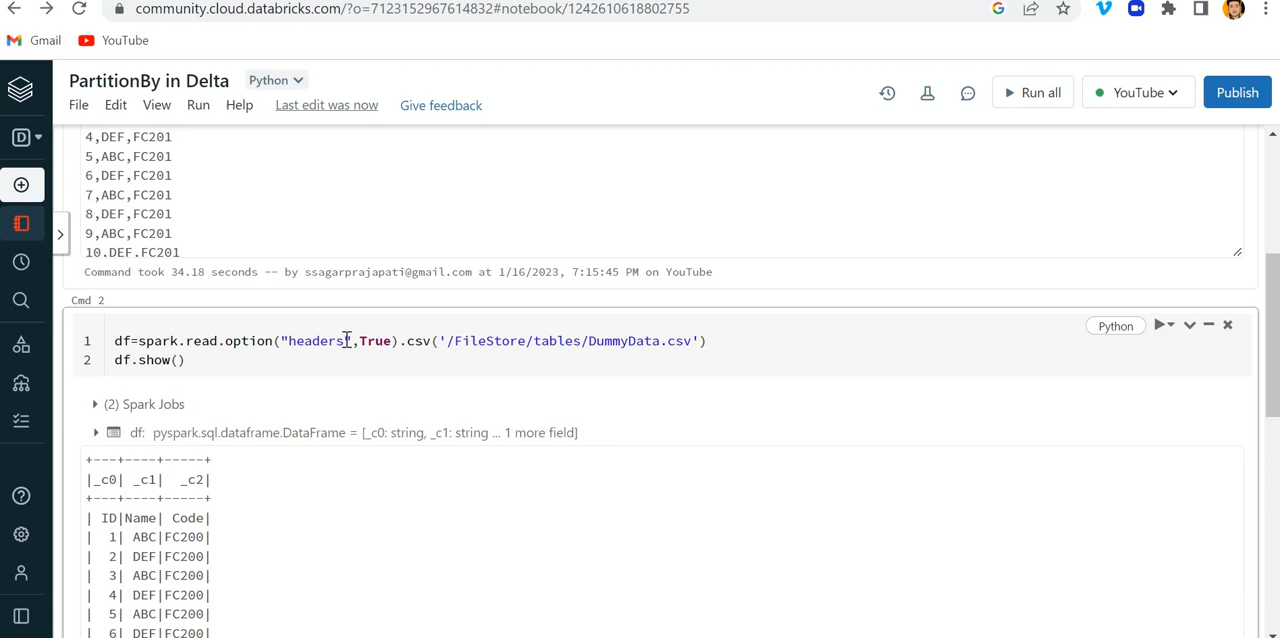 community.cloud.databricks.com/?o=7123152967614832#notebook/1242610618802755
Gmail YouTube
PartitionBy in Delta Python
File Edit View Run Help Last edit was now Give feedback
Run all YouTube Publish
D
4,DEF,FC201
5,ABC,FC201
6,DEF,FC201
7,ABC,FC201
8,DEF,FC201
9,ABC,FC201
10,DEF,FC201
Command took 34.18 seconds -- by ssagarprajapati@gmail.com at 1/16/2023, 7:15:45 PM on YouTube
Cmd 2
Python
1 df=spark.read.option("headers",True).csv('/FileStore/tables/DummyData.csv')
2 df.show()
(2) Spark Jobs
df: pyspark.sql.dataframe.DataFrame = [_c0: string, _c1: string ... 1 more field]
+---+----+-----+
|_c0| _c1|  _c2|
+---+----+-----+
| ID|Name| Code|
|  1| ABC|FC200|
|  2| DEF|FC200|
|  3| ABC|FC200|
|  4| DEF|FC200|
|  5| ABC|FC200|
|  6| DEF|FC200|